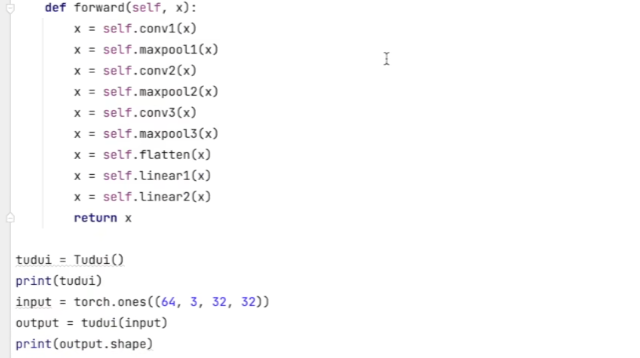 def forward(self, x):
    x = self.conv1(x)
    x = self.maxpool1(x)
    x = self.conv2(x)
    x = self.maxpool2(x)
    x = self.conv3(x)
    x = self.maxpool3(x)
    x = self.flatten(x)
    x = self.linear1(x)
    x = self.linear2(x)
    return x
tudui = Tudui()
print(tudui)
input = torch.ones((64, 3, 32, 32))
output = tudui(input)
print(output.shape)